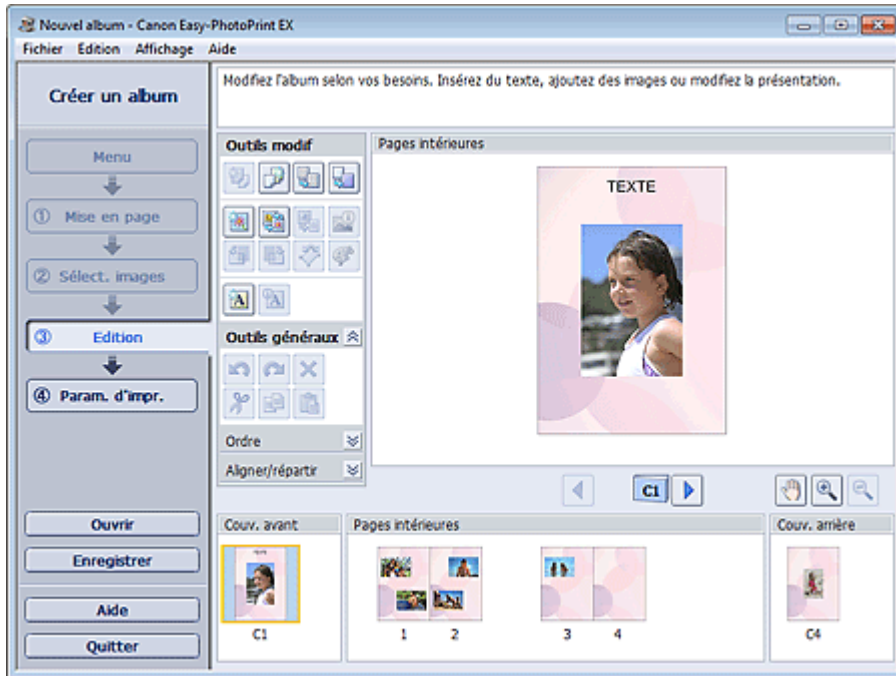 Nouvel album - Canon Easy-PhotoPrint EX
Fichier Edition Affichage Aide
Créer un album
Modifiez l'album selon vos besoins. Insérez du texte, ajoutez des images ou modifiez la présentation.
Menu
① Mise en page
② Sélect. images
③ Edition
④ Param. d'impr.
Ouvrir
Enregistrer
Aide
Quitter
Outils modif
Outils généraux
Ordre
Aligner/répartir
Pages intérieures
TEXTE
C1
Couv. avant
TEXTE
C1
Pages intérieures
1 2 3 4
Couv. arrière
C4